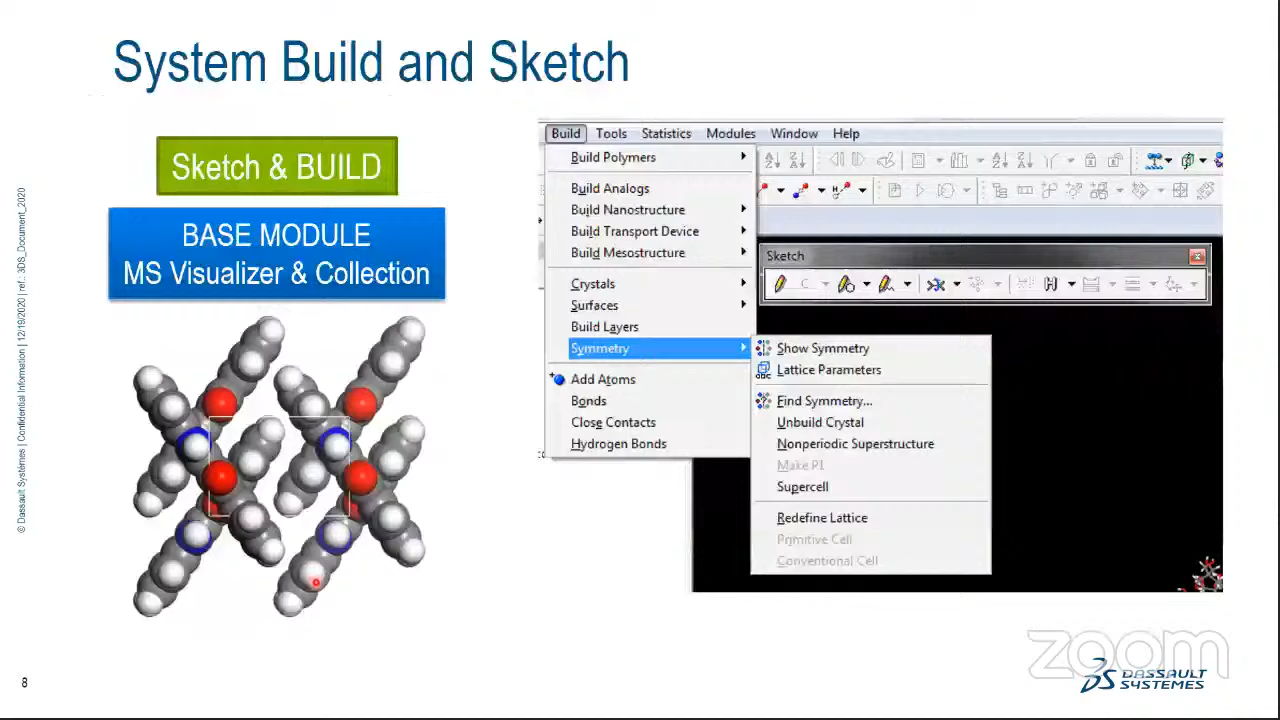 System Build and Sketch
Sketch & BUILD
BASE MODULE
MS Visualizer & Collection
© Dassault Systèmes | Confidential Information | 12/19/2020 | ref.: 3DS_Document_2020
Build Tools Statistics Modules Window Help
Build Polymers
Build Analogs
Build Nanostructure
Build Transport Device
Build Mesostructure
Crystals
Surfaces
Build Layers
Symmetry
Add Atoms
Bonds
Close Contacts
Hydrogen Bonds
Sketch
Show Symmetry
Lattice Parameters
Find Symmetry...
Unbuild Crystal
Nonperiodic Superstructure
Make P1
Supercell
Redefine Lattice
Primitive Cell
Conventional Cell
zoom
DASSAULT
SYSTEMES
8